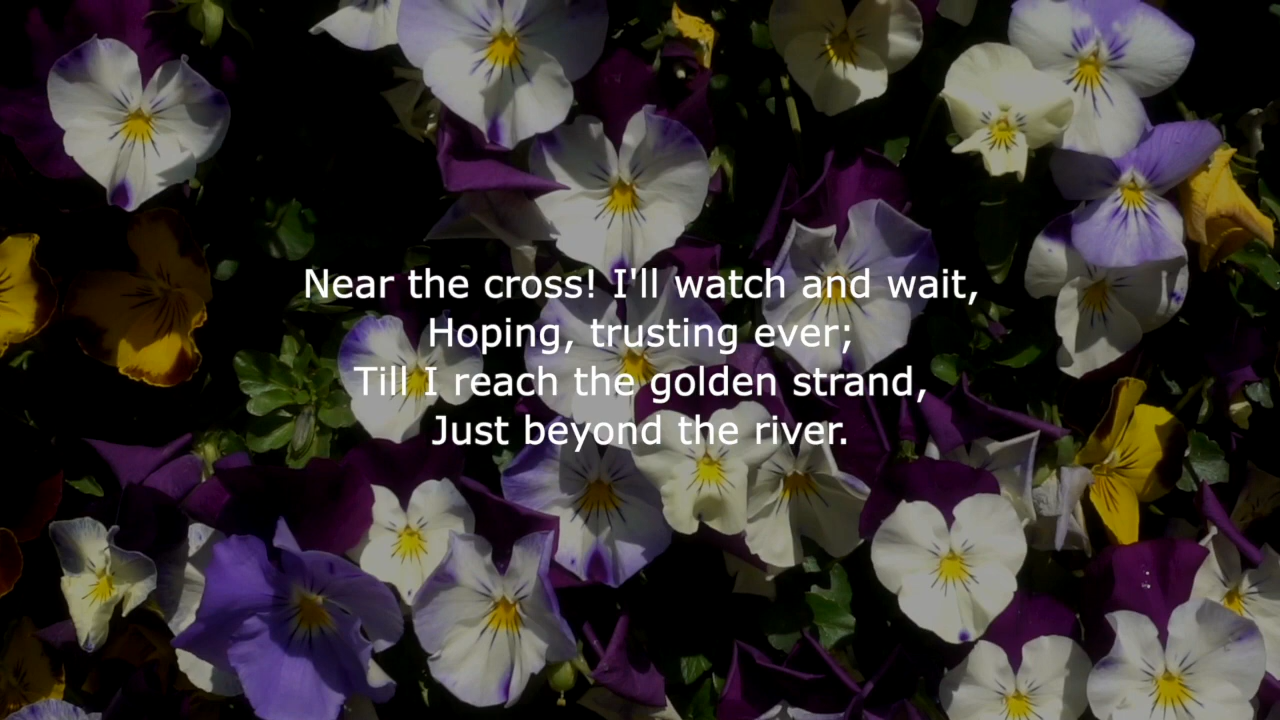 Near the cross! I'll watch and wait,
Hoping, trusting ever;
Till I reach the golden strand,
Just beyond the river.